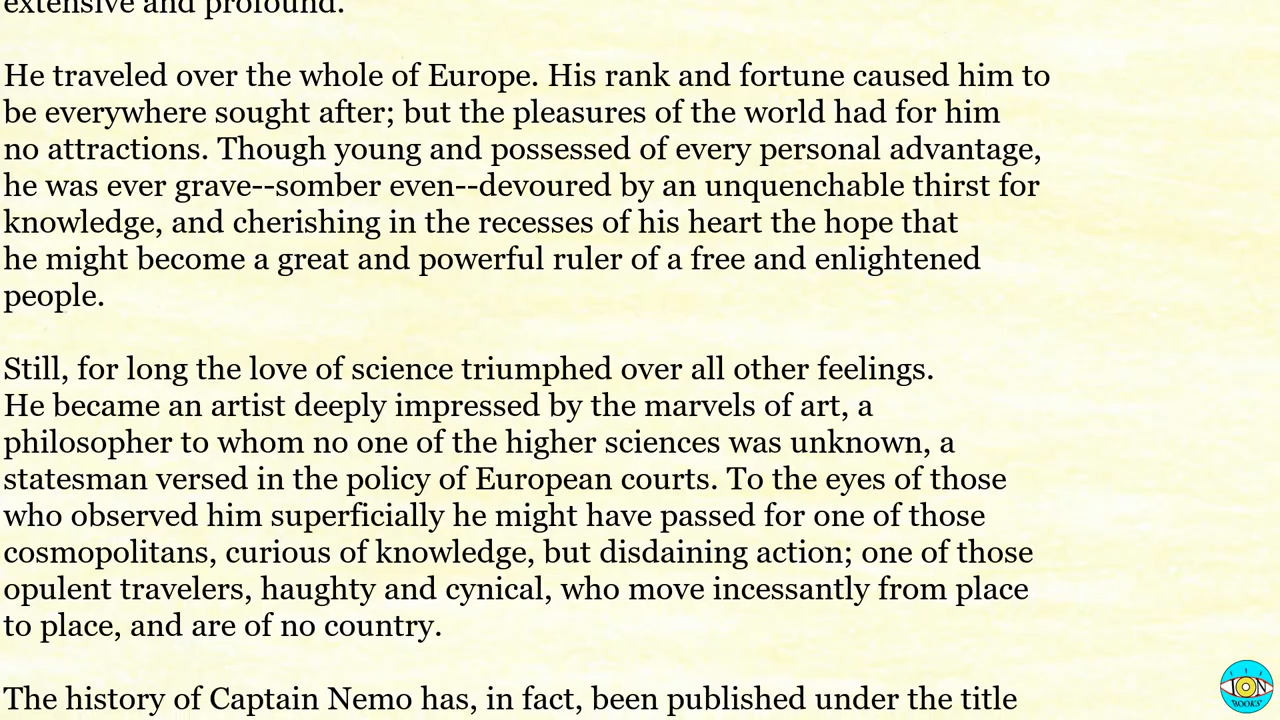 extensive and profound.
He traveled over the whole of Europe. His rank and fortune caused him to
be everywhere sought after; but the pleasures of the world had for him
no attractions. Though young and possessed of every personal advantage,
he was ever grave--somber even--devoured by an unquenchable thirst for
knowledge, and cherishing in the recesses of his heart the hope that
he might become a great and powerful ruler of a free and enlightened
people.
Still, for long the love of science triumphed over all other feelings.
He became an artist deeply impressed by the marvels of art, a
philosopher to whom no one of the higher sciences was unknown, a
statesman versed in the policy of European courts. To the eyes of those
who observed him superficially he might have passed for one of those
cosmopolitans, curious of knowledge, but disdaining action; one of those
opulent travelers, haughty and cynical, who move incessantly from place
to place, and are of no country.
The history of Captain Nemo has, in fact, been published under the title
ION
BOOKS